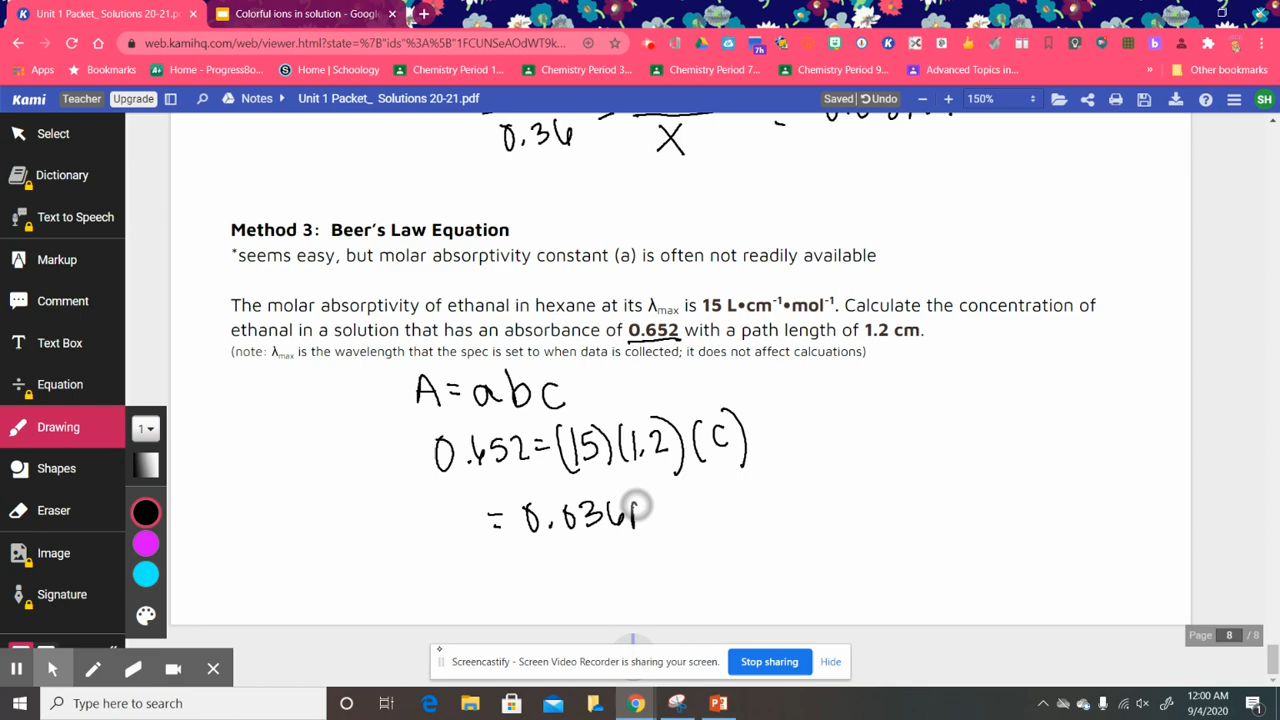 Unit 1 Packet_ Solutions 20-21.p
Colorful ions in solution - Google
web.kamihq.com/web/viewer.html?state=%7B"ids"%3A%5B"1FCUNSeAOdWT9k...
7h
Apps Bookmarks Home - ProgressBo... Home | Schoology Chemistry Period 1... Chemistry Period 3... Chemistry Period 7... Chemistry Period 9... Advanced Topics in... » Other bookmarks
Kami Teacher Upgrade Notes Unit 1 Packet_ Solutions 20-21.pdf Saved Undo 150% SH
Select
Dictionary
Text to Speech
Markup
Comment
Text Box
Equation
Drawing
Shapes
Eraser
Image
Signature
1
0.36 = X =
Method 3: Beer's Law Equation
*seems easy, but molar absorptivity constant (a) is often not readily available
The molar absorptivity of ethanal in hexane at its λmax is 15 L•cm-1•mol-1. Calculate the concentration of
ethanal in a solution that has an absorbance of 0.652 with a path length of 1.2 cm.
(note: λmax is the wavelength that the spec is set to when data is collected; it does not affect calcuations)
A = abc
0.652 = (15)(1.2)(c)
= 0.036
Page 8 / 8
Screencastify - Screen Video Recorder is sharing your screen. Stop sharing Hide
Type here to search
12:00 AM
9/4/2020